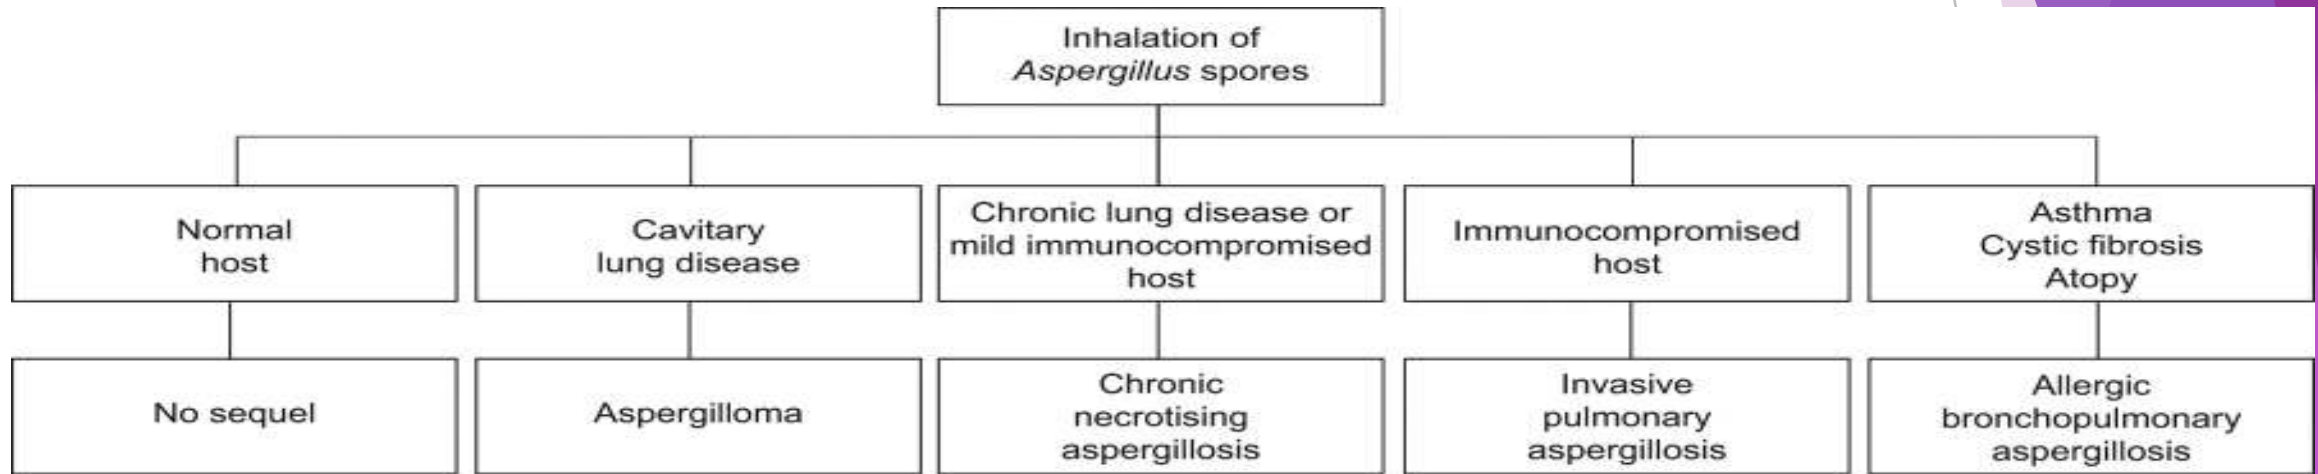 Inhalation of
Aspergillus spores
Normal
host
Cavitary
lung disease
Chronic lung disease or
mild immunocompromised
host
Immunocompromised
host
Asthma
Cystic fibrosis
Atopy
No sequel
Aspergilloma
Chronic
necrotising
aspergillosis
Invasive
pulmonary
aspergillosis
Allergic
bronchopulmonary
aspergillosis